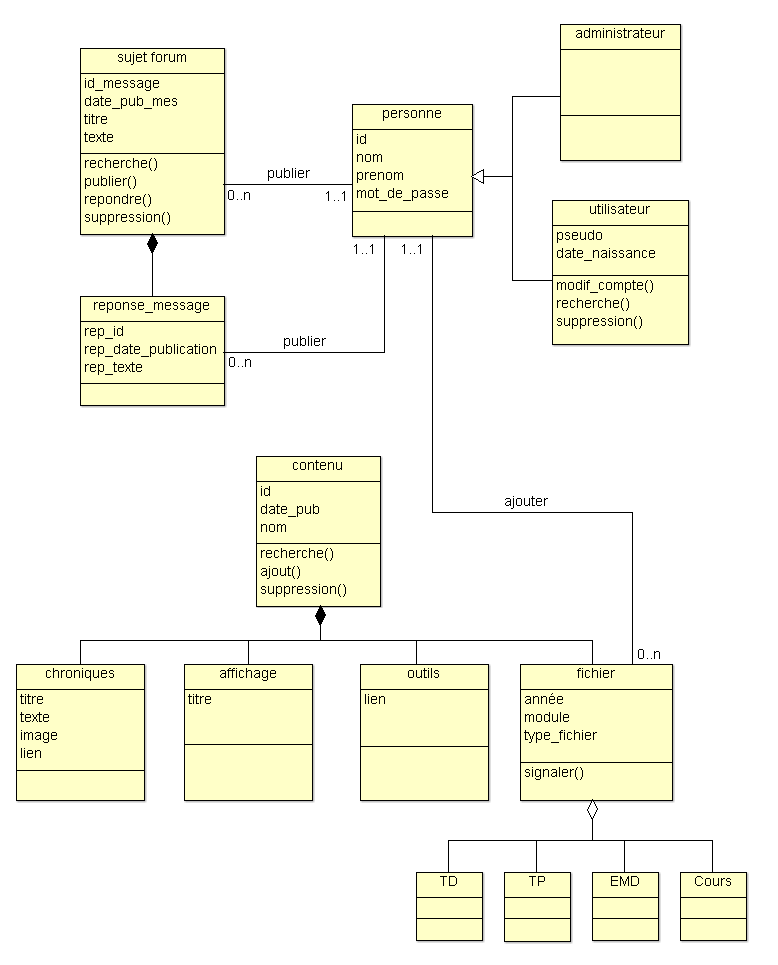 administrateur
sujet forum
id_message
date_pub_mes
titre
texte
recherche()
publier()
repondre()
suppression()
publier
0..n
1..1
personne
id
nom
prenom
mot_de_passe
utilisateur
pseudo
date_naissance
modif_compte()
recherche()
suppression()
1..1
1..1
reponse_message
rep_id
rep_date_publication
rep_texte
publier
0..n
contenu
id
date_pub
nom
recherche()
ajout()
suppression()
ajouter
0..n
chroniques
titre
texte
image
lien
affichage
titre
outils
lien
fichier
année
module
type_fichier
signaler()
TD
TP
EMD
Cours